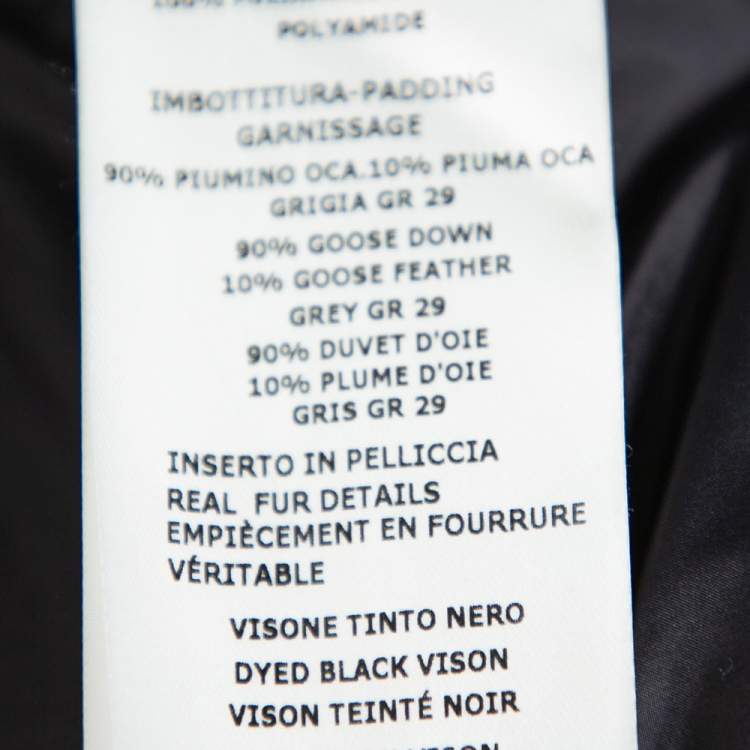 POLYAMIDE
IMBOTTITURA-PADDING
GARNISSAGE
90% PIUMINO OCA.10% PIUMA OCA
GRIGIA GR 29
90% GOOSE DOWN
10% GOOSE FEATHER
GREY GR 29
90% DUVET D'OIE
10% PLUME D'OIE
GRIS GR 29
INSERTO IN PELLICCIA
REAL FUR DETAILS
EMPIÈCEMENT EN FOURRURE
VÉRITABLE
VISONE TINTO NERO
DYED BLACK VISON
VISON TEINTÉ NOIR